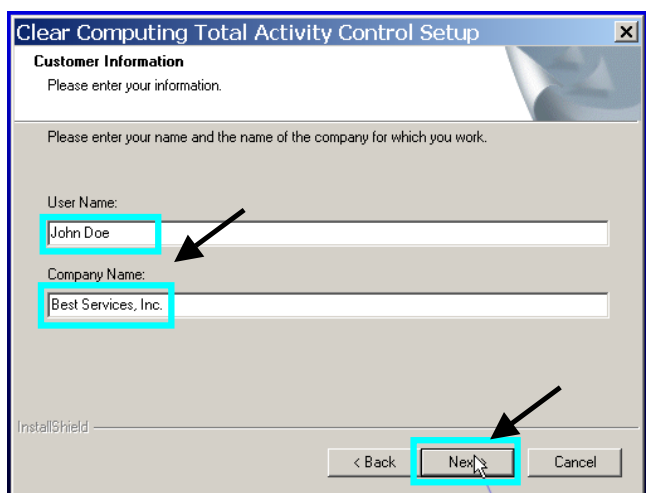 Clear Computing Total Activity Control Setup
Customer Information
Please enter your information.
Please enter your name and the name of the company for which you work.
User Name:
John Doe
Company Name:
Best Services, Inc.
InstallShield
< Back Next > Cancel